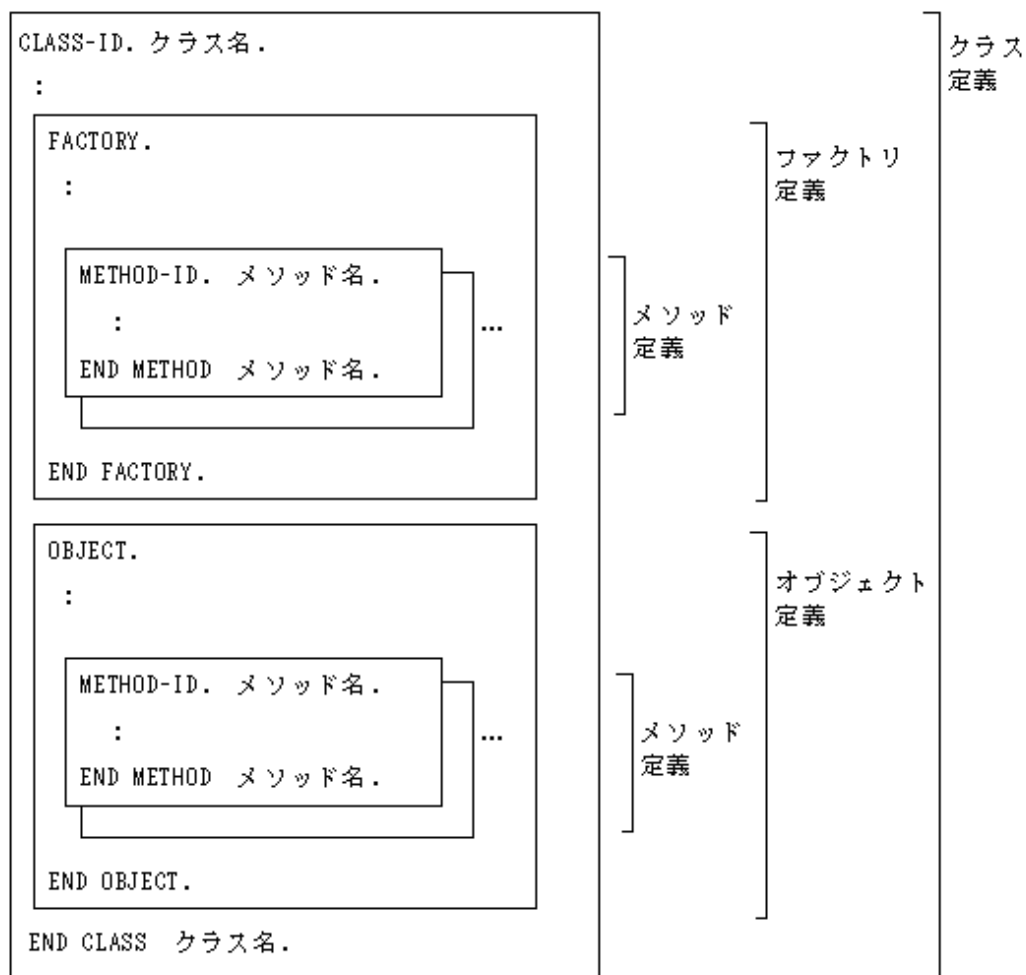 CLASS-ID. クラス名.
:
FACTORY.
:
METHOD-ID. メソッド名.
:
END METHOD メソッド名.
...
END FACTORY.
OBJECT.
:
METHOD-ID. メソッド名.
:
END METHOD メソッド名.
...
END OBJECT.
END CLASS クラス名.
メソッド
定義
ファクトリ
定義
メソッド
定義
オブジェクト
定義
クラス
定義